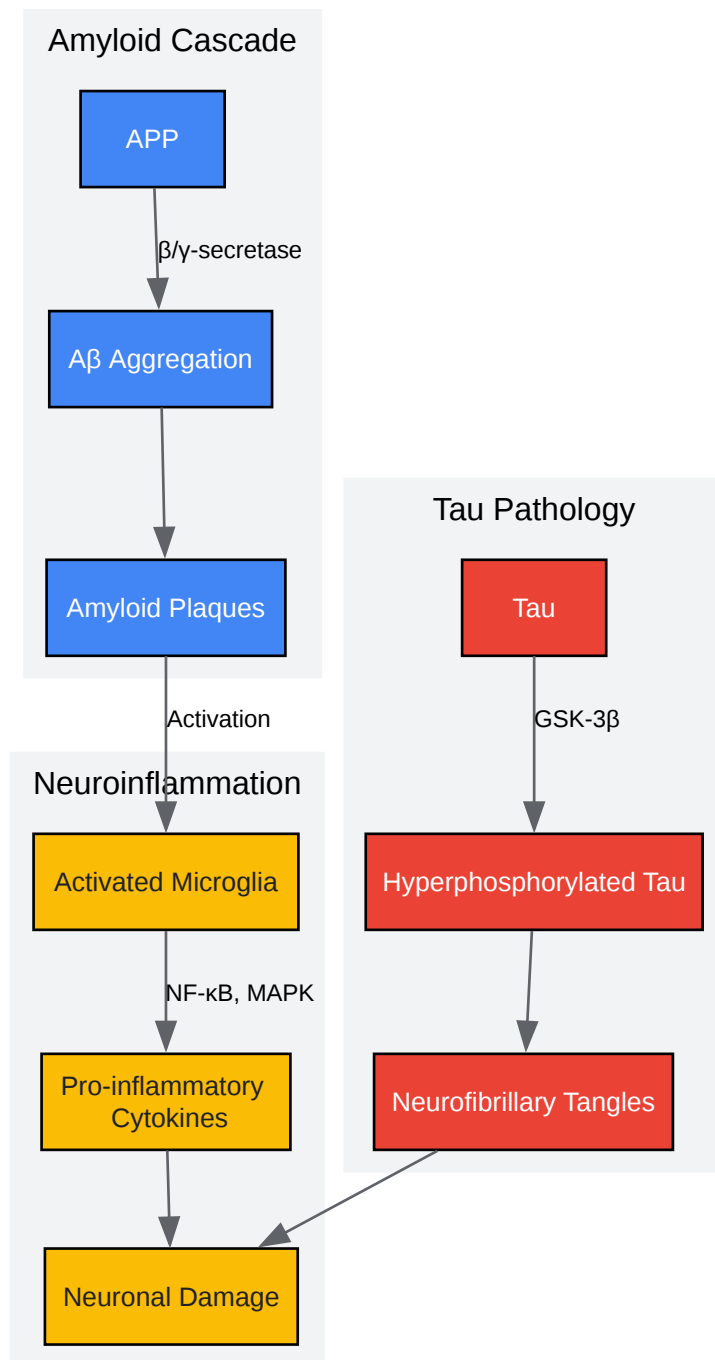 Amyloid Cascade
APP
β/γ-secretase
Aβ Aggregation
Amyloid Plaques
Activation
Neuroinflammation
Activated Microglia
NF-κB, MAPK
Pro-inflammatory
Cytokines
Neuronal Damage
Tau Pathology
Tau
GSK-3β
Hyperphosphorylated Tau
Neurofibrillary Tangles